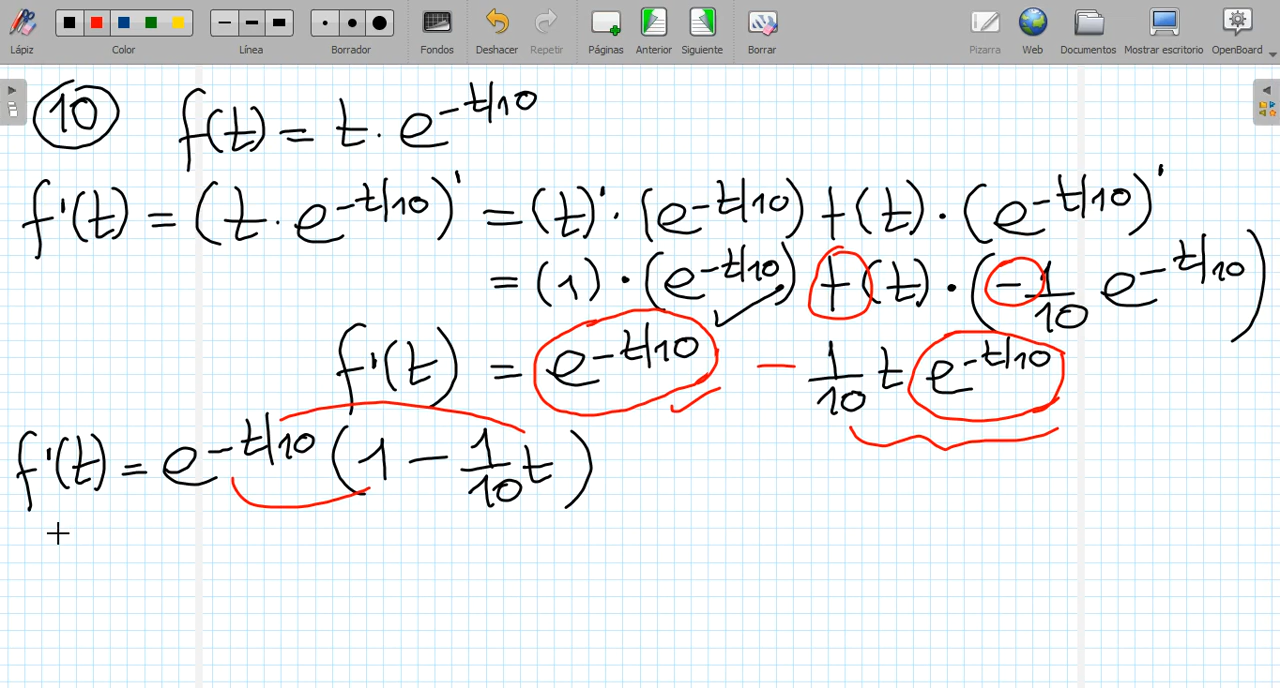 Lápiz Color Línea Borrador Fondos Deshacer Repetir Páginas Anterior Siguiente Borrar Pizarra Web Documentos Mostrar escritorio OpenBoard
10 f(t) = t · e^{-t/10}
f'(t) = (t · e^{-t/10})' = (t)' · (e^{-t/10}) + (t) · (e^{-t/10})'
= (1) · (e^{-t/10}) + (t) · (-1/10 e^{-t/10})
f'(t) = e^{-t/10} - 1/10 t e^{-t/10}
f'(t) = e^{-t/10} (1 - 1/10 t)